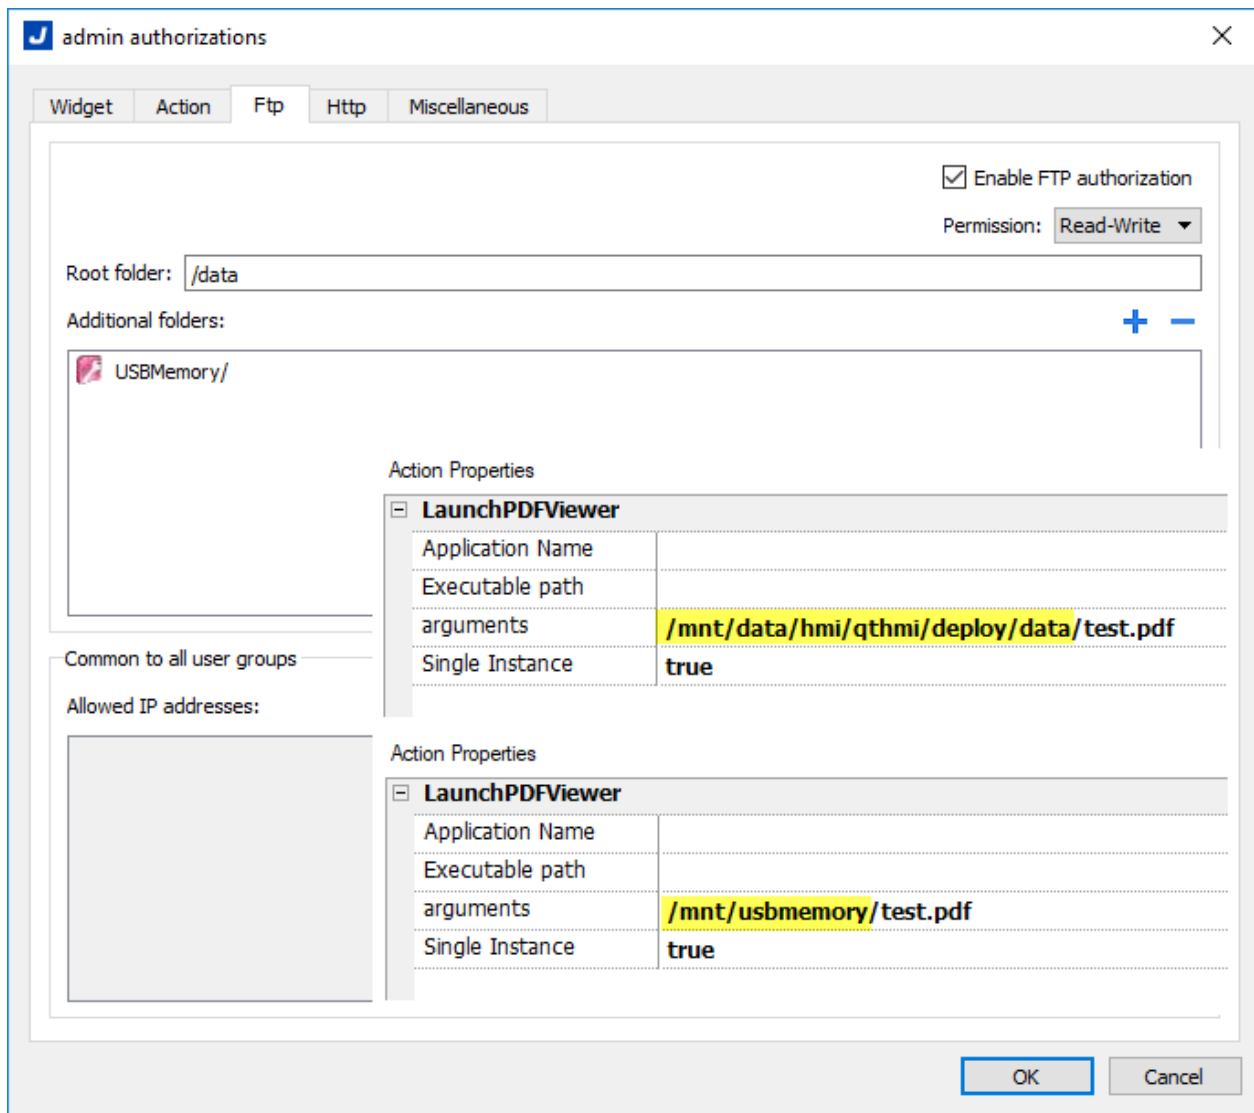 J admin authorizations
Widget Action Ftp Http Miscellaneous
Enable FTP authorization
Permission: Read-Write
Root folder: /data
Additional folders:
USBMemory/
Action Properties
LaunchPDFViewer
Application Name
Executable path
arguments /mnt/data/hmi/qthmi/deploy/data/test.pdf
Single Instance true
Common to all user groups
Allowed IP addresses:
Action Properties
LaunchPDFViewer
Application Name
Executable path
arguments /mnt/usbmemory/test.pdf
Single Instance true
OK Cancel